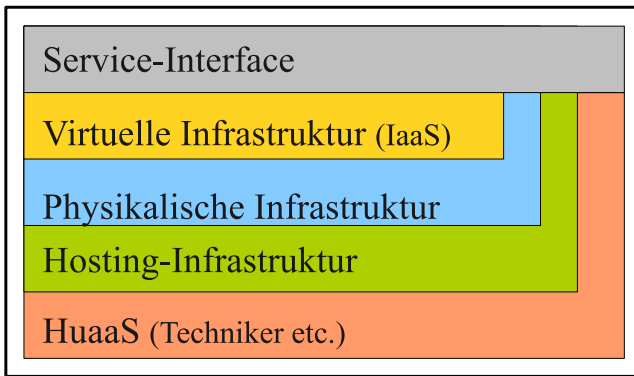 Service-Interface
Virtuelle Infrastruktur (IaaS)
Physikalische Infrastruktur
Hosting-Infrastruktur
HuaaS (Techniker etc.)